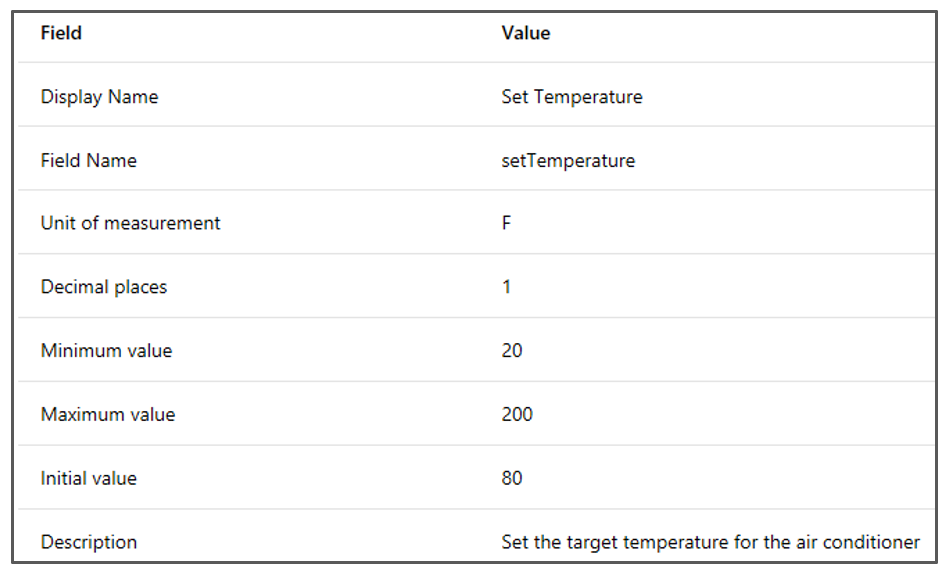 Field Value
Display Name Set Temperature
Field Name setTemperature
Unit of measurement F
Decimal places 1
Minimum value 20
Maximum value 200
Initial value 80
Description Set the target temperature for the air conditioner